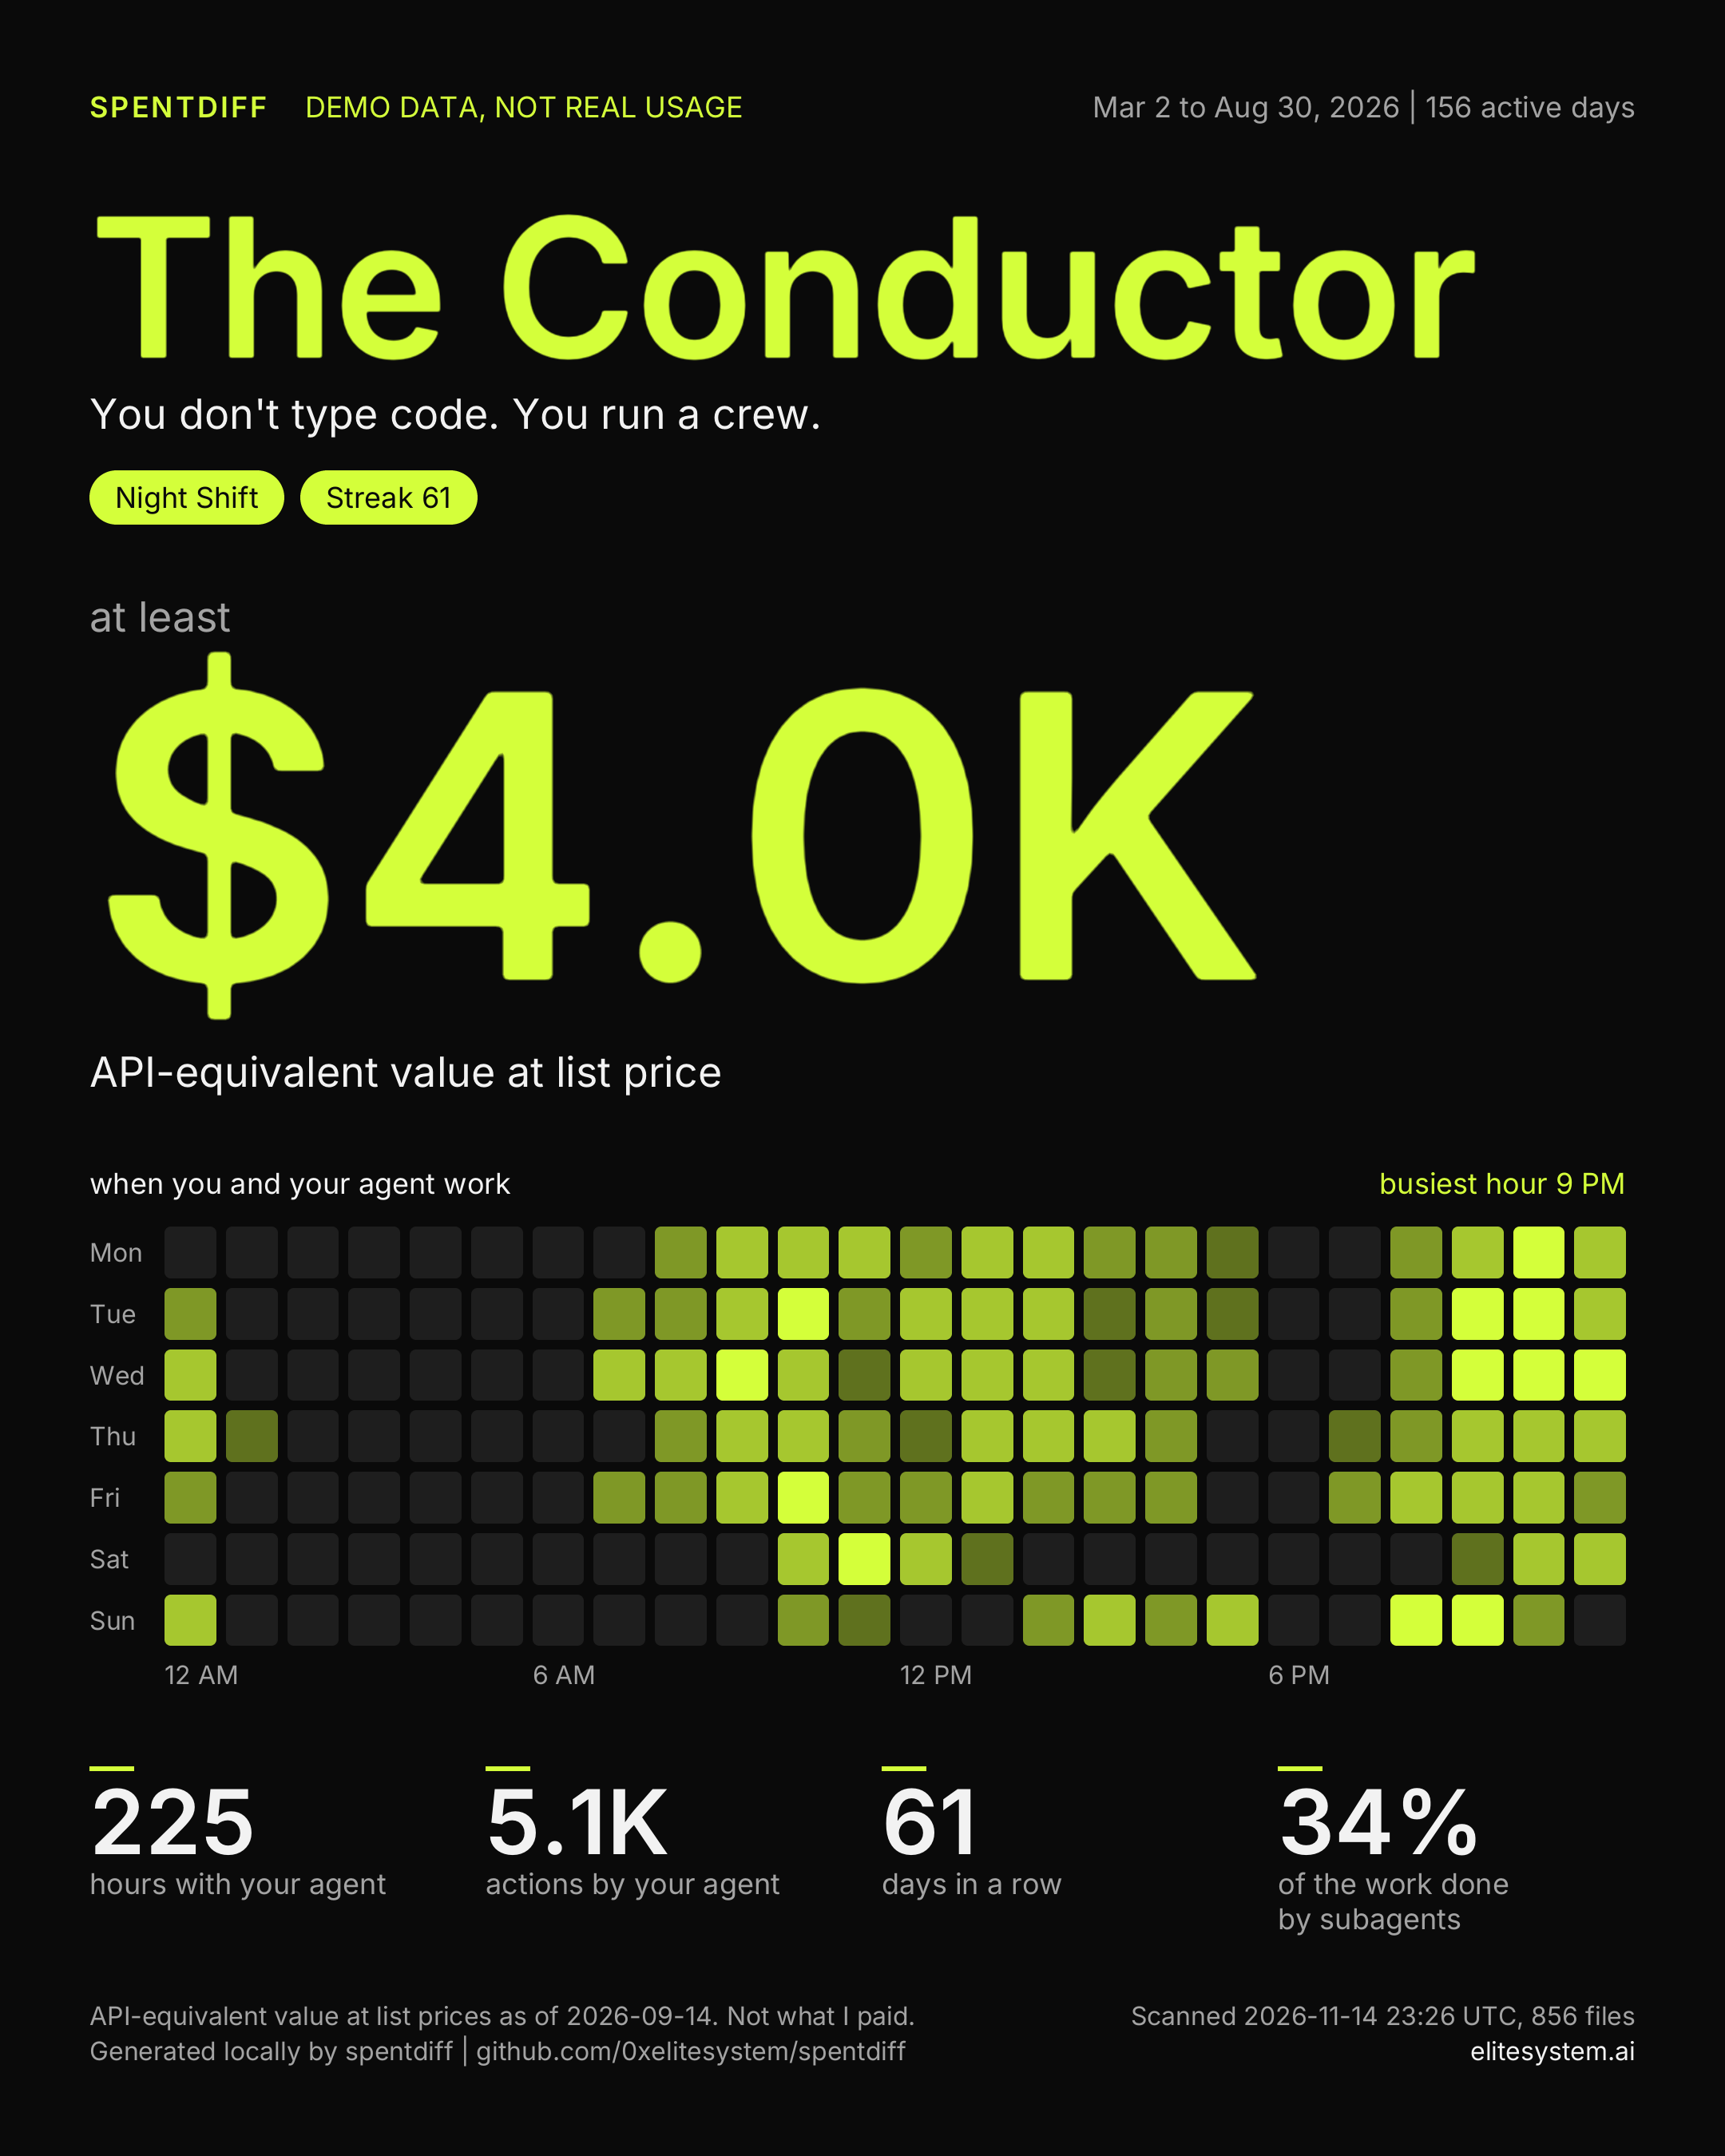 SPENTDIFF DEMO DATA, NOT REAL USAGE Mar 2 to Aug 30, 2026 | 156 active days
The Conductor
You don't type code. You run a crew.
Night Shift Streak 61
at least
$4.0K
API-equivalent value at list price
when you and your agent work busiest hour 9 PM
Mon
Tue
Wed
Thu
Fri
Sat
Sun
12 AM 6 AM 12 PM 6 PM
225 5.1K 61 34%
hours with your agent actions by your agent days in a row of the work done
by subagents
API-equivalent value at list prices as of 2026-09-14. Not what I paid. Scanned 2026-11-14 23:26 UTC, 856 files
Generated locally by spentdiff | github.com/0xelitesystem/spentdiff elitesystem.ai